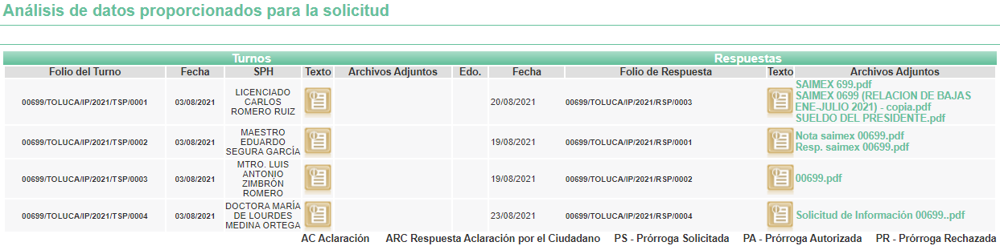 Análisis de datos proporcionados para la solicitud
Turnos Respuestas
Folio del Turno Fecha SPH Texto Archivos Adjuntos Edo. Fecha Folio de Respuesta Texto Archivos Adjuntos
00699/TOLUCA/IP/2021/TSP/0001 03/08/2021
LICENCIADO
CARLOS
ROMERO RUIZ
20/08/2021 00699/TOLUCA/IP/2021/RSP/0003
SAIMEX 699.pdf
SAIMEX 0699 (RELACION DE BAJAS
ENE-JULIO 2021) - copia.pdf
SUELDO DEL PRESIDENTE.pdf
00699/TOLUCA/IP/2021/TSP/0002 03/08/2021
MAESTRO
EDUARDO
SEGURA GARCÍA
19/08/2021 00699/TOLUCA/IP/2021/RSP/0001
Nota saimex 00699.pdf
Resp. saimex 00699.pdf
00699/TOLUCA/IP/2021/TSP/0003 03/08/2021
MTRO. LUIS
ANTONIO
ZIMBRÓN
ROMERO
19/08/2021 00699/TOLUCA/IP/2021/RSP/0002
00699.pdf
00699/TOLUCA/IP/2021/TSP/0004 03/08/2021
DOCTORA MARÍA
DE LOURDES
MEDINA ORTEGA
23/08/2021 00699/TOLUCA/IP/2021/RSP/0004
Solicitud de Información 00699..pdf
AC Aclaración ARC Respuesta Aclaración por el Ciudadano PS - Prórroga Solicitada PA - Prórroga Autorizada PR - Prórroga Rechazada